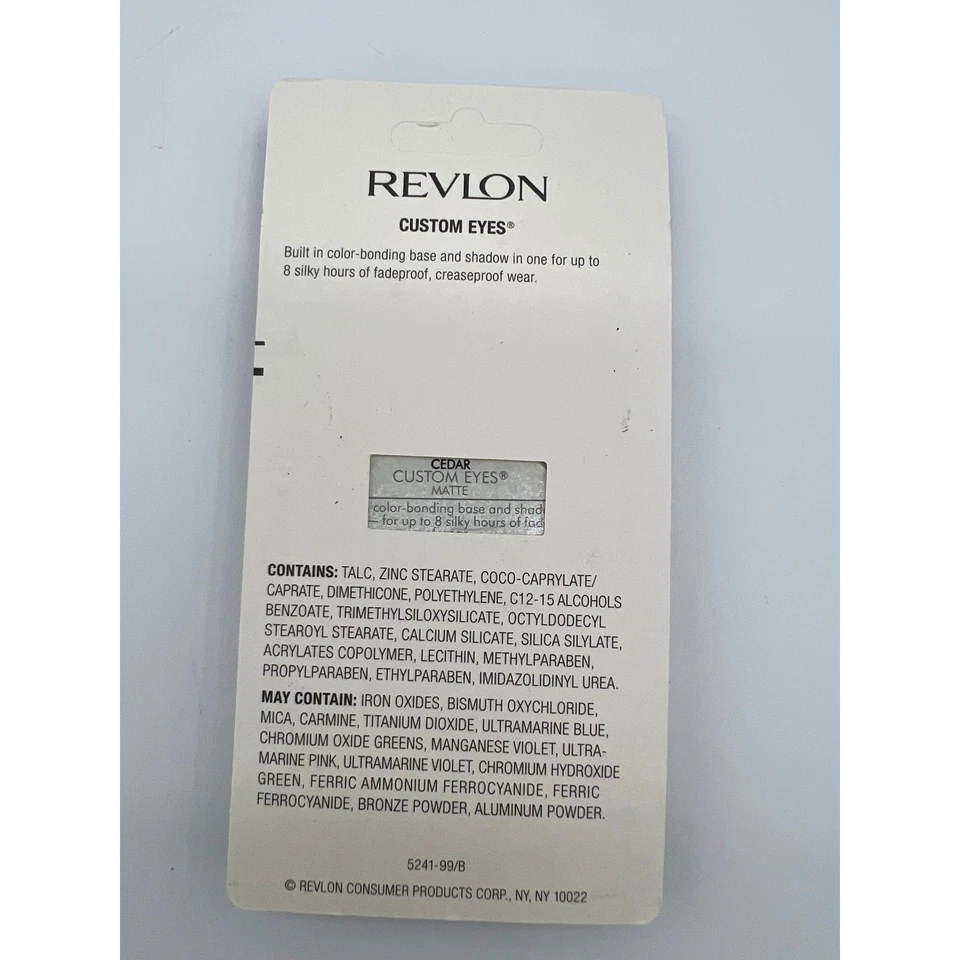 REVLON
CUSTOM EYES®
Built in color-bonding base and shadow in one for up to
8 silky hours of fadeproof, creaseproof wear.
CEDAR
CUSTOM EYES®
MATTE
color-bonding base and shad
for up to 8 silky hours of fad
CONTAINS: TALC, ZINC STEARATE, COCO-CAPRYLATE/
CAPRATE, DIMETHICONE, POLYETHYLENE, C12-15 ALCOHOLS
BENZOATE, TRIMETHYLSILOXYSILICATE, OCTYLDODECYL
STEAROYL STEARATE, CALCIUM SILICATE, SILICA SILYLATE,
ACRYLATES COPOLYMER, LECITHIN, METHYLPARABEN,
PROPYLPARABEN, ETHYLPARABEN, IMIDAZOLIDINYL UREA.
MAY CONTAIN: IRON OXIDES, BISMUTH OXYCHLORIDE,
MICA, CARMINE, TITANIUM DIOXIDE, ULTRAMARINE BLUE,
CHROMIUM OXIDE GREENS, MANGANESE VIOLET, ULTRA-
MARINE PINK, ULTRAMARINE VIOLET, CHROMIUM HYDROXIDE
GREEN, FERRIC AMMONIUM FERROCYANIDE, FERRIC
FERROCYANIDE, BRONZE POWDER, ALUMINUM POWDER.
5241-99/B
© REVLON CONSUMER PRODUCTS CORP., NY, NY 10022